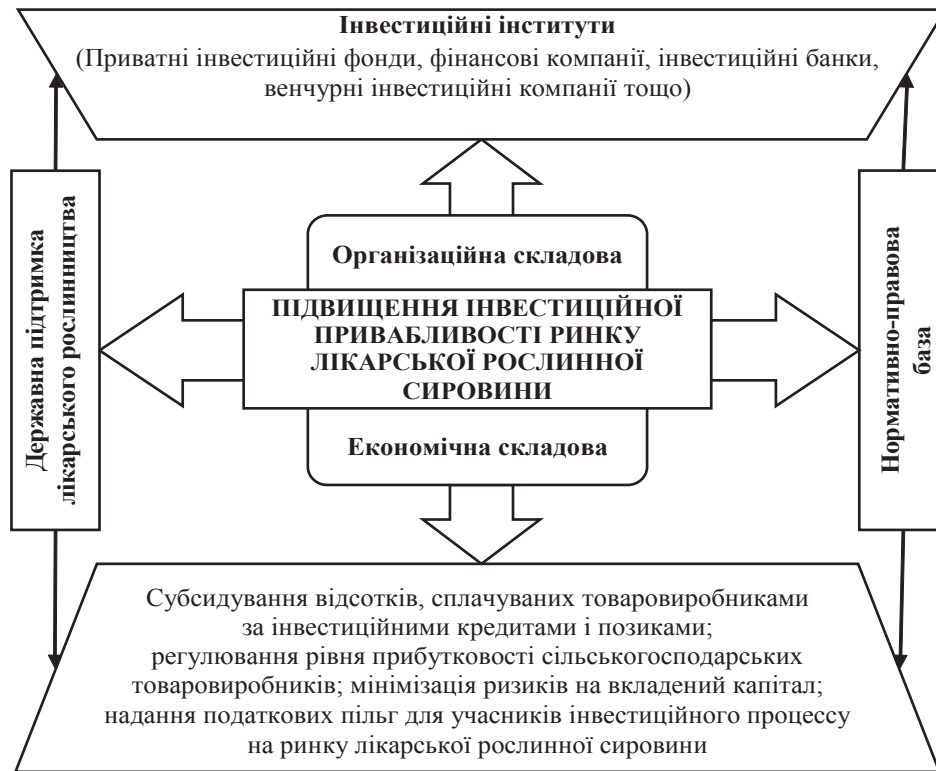 Інвестиційні інститути
(Приватні інвестиційні фонди, фінансові компанії, інвестиційні банки,
венчурні інвестиційні компанії тощо)
Державна підтримка
лікарського рослинництва
Організаційна складова
ПІДВИЩЕННЯ ІНВЕСТИЦІЙНОЇ
ПРИВАБЛИВОСТІ РИНКУ
ЛІКАРСЬКОЇ РОСЛИННОЇ
СИРОВИНИ
Економічна складова
Нормативно-правова
база
Субсидування відсотків, сплачуваних товаровиробниками
за інвестиційними кредитами і позиками;
регулювання рівня прибутковості сільськогосподарських
товаровиробників; мінімізація ризиків на вкладений капітал;
надання податкових пільг для учасників інвестиційного процессу
на ринку лікарської рослинної сировини